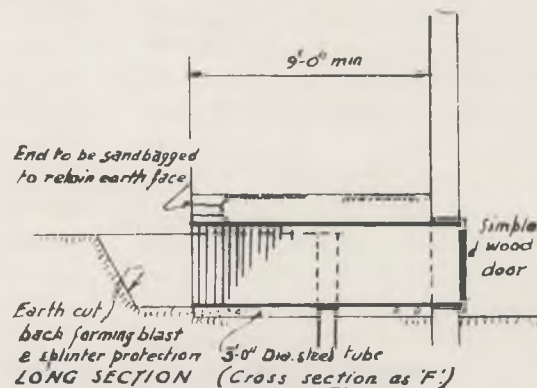 9'-0" min
End to be sandbagged
to retain earth face
Simple
wood
door
Earth cut
back forming blast
& splinter protection
LONG SECTION
3'-0" Dia. steel tube
(Cross section as 'F')